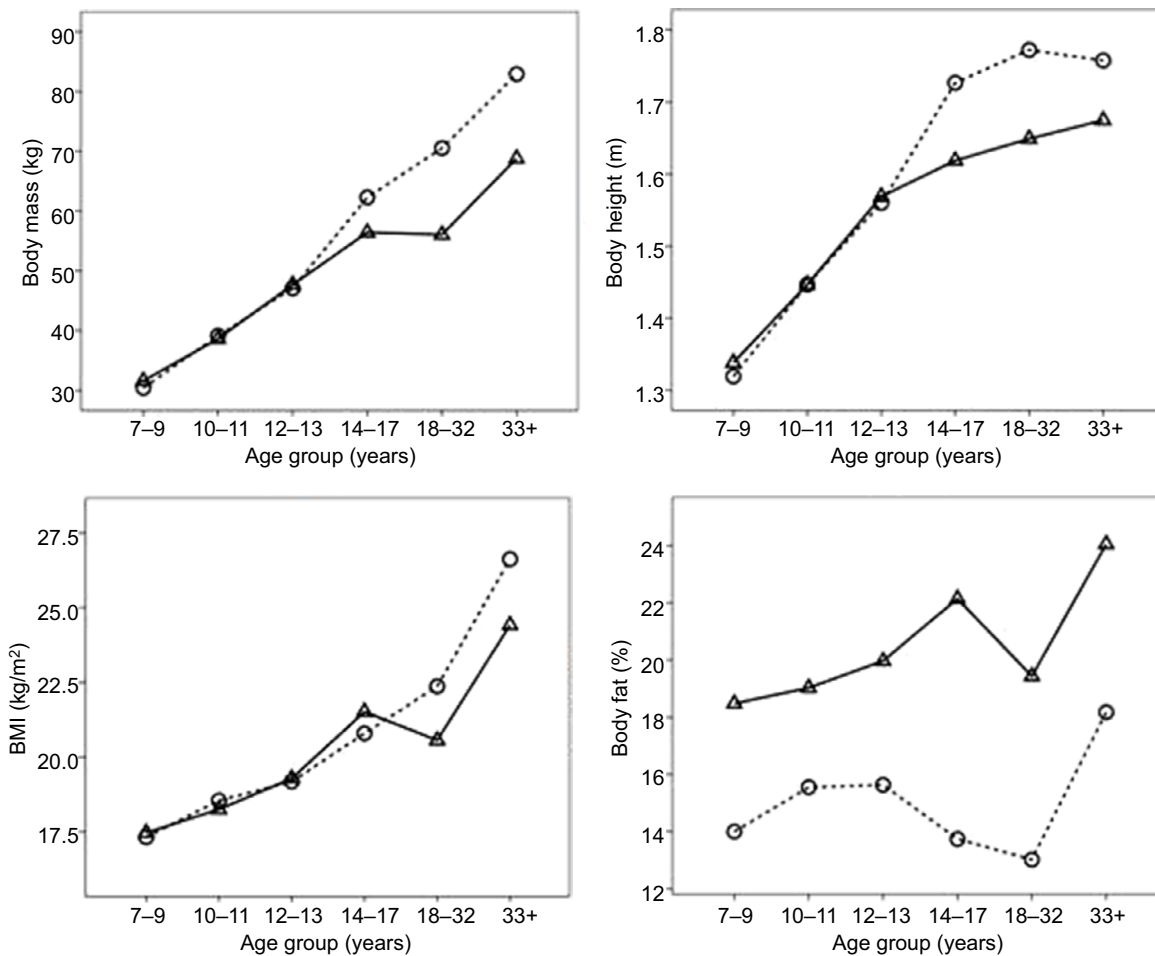 Body mass (kg)
90
80
70
60
50
40
30
7–9 10–11 12–13 14–17 18–32 33+
Age group (years)
Body height (m)
1.8
1.7
1.6
1.5
1.4
1.3
7–9 10–11 12–13 14–17 18–32 33+
Age group (years)
BMI (kg/m²)
27.5
25.0
22.5
20.0
17.5
7–9 10–11 12–13 14–17 18–32 33+
Age group (years)
Body fat (%)
24
22
20
18
16
14
12
7–9 10–11 12–13 14–17 18–32 33+
Age group (years)